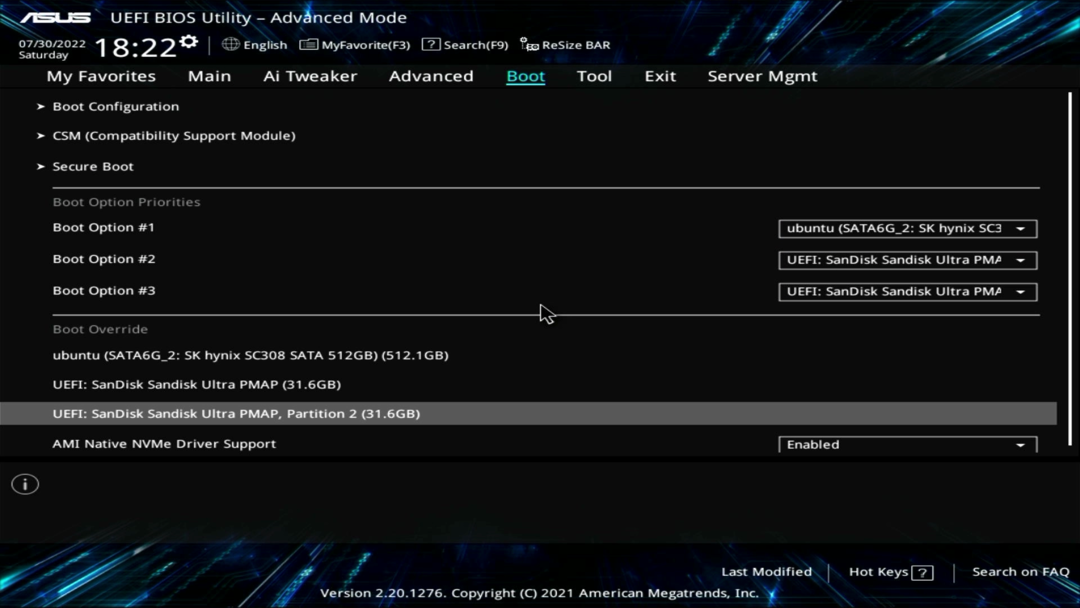 ASUS UEFI BIOS Utility – Advanced Mode
07/30/2022
Saturday
18:22
English MyFavorite(F3) ? Search(F9) ReSize BAR
My Favorites Main Ai Tweaker Advanced Boot Tool Exit Server Mgmt
Boot Configuration
CSM (Compatibility Support Module)
Secure Boot
Boot Option Priorities
Boot Option #1 ubuntu (SATA6G_2: SK hynix SC3
Boot Option #2 UEFI: SanDisk Sandisk Ultra PMA
Boot Option #3 UEFI: SanDisk Sandisk Ultra PMA
Boot Override
ubuntu (SATA6G_2: SK hynix SC308 SATA 512GB) (512.1GB)
UEFI: SanDisk Sandisk Ultra PMAP (31.6GB)
UEFI: SanDisk Sandisk Ultra PMAP, Partition 2 (31.6GB)
AMI Native NVMe Driver Support Enabled
i
Last Modified Hot Keys ? Search on FAQ
Version 2.20.1276. Copyright (C) 2021 American Megatrends, Inc.